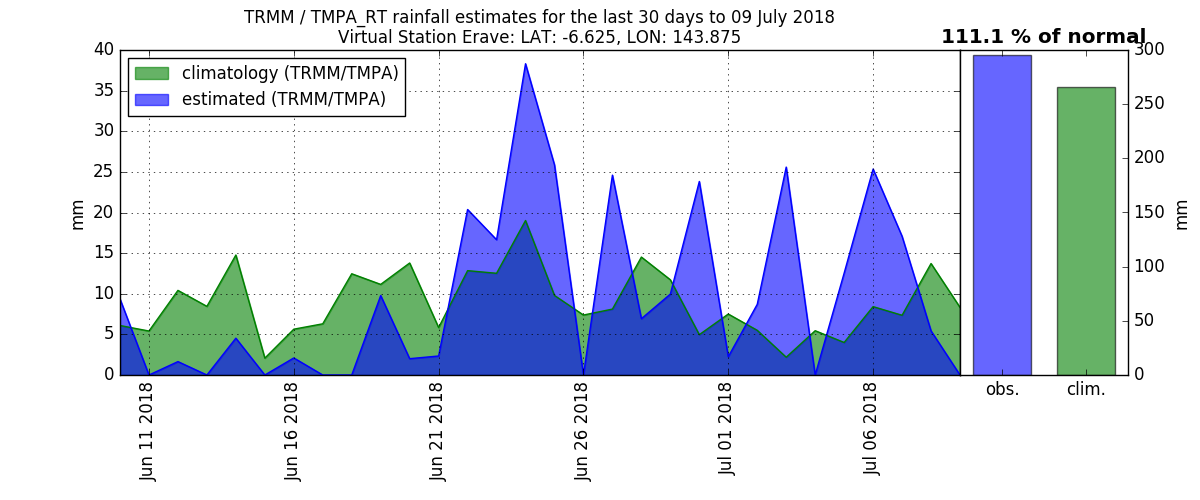 TRMM / TMPA_RT rainfall estimates for the last 30 days to 09 July 2018
Virtual Station Erave: LAT: -6.625, LON: 143.875
111.1 % of normal
climatology (TRMM/TMPA)
estimated (TRMM/TMPA)
40
35
30
25
20
15
10
5
0
mm
Jun 11 2018
Jun 16 2018
Jun 21 2018
Jun 26 2018
Jul 01 2018
Jul 06 2018
obs.
clim.
300
250
200
150
100
50
0
mm